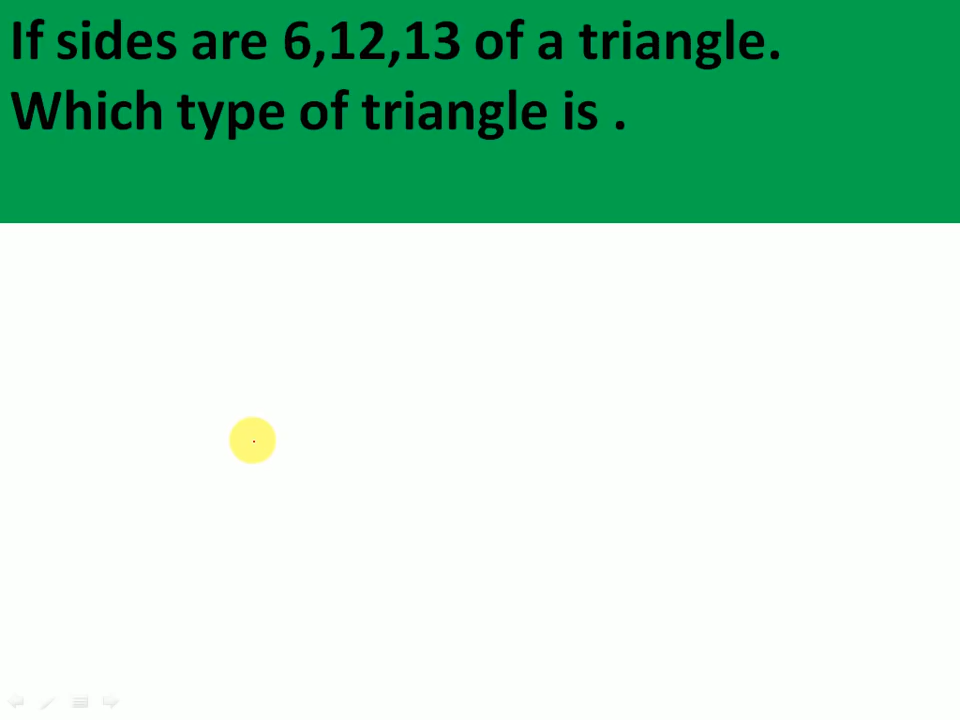 If sides are 6,12,13 of a triangle.
Which type of triangle is .